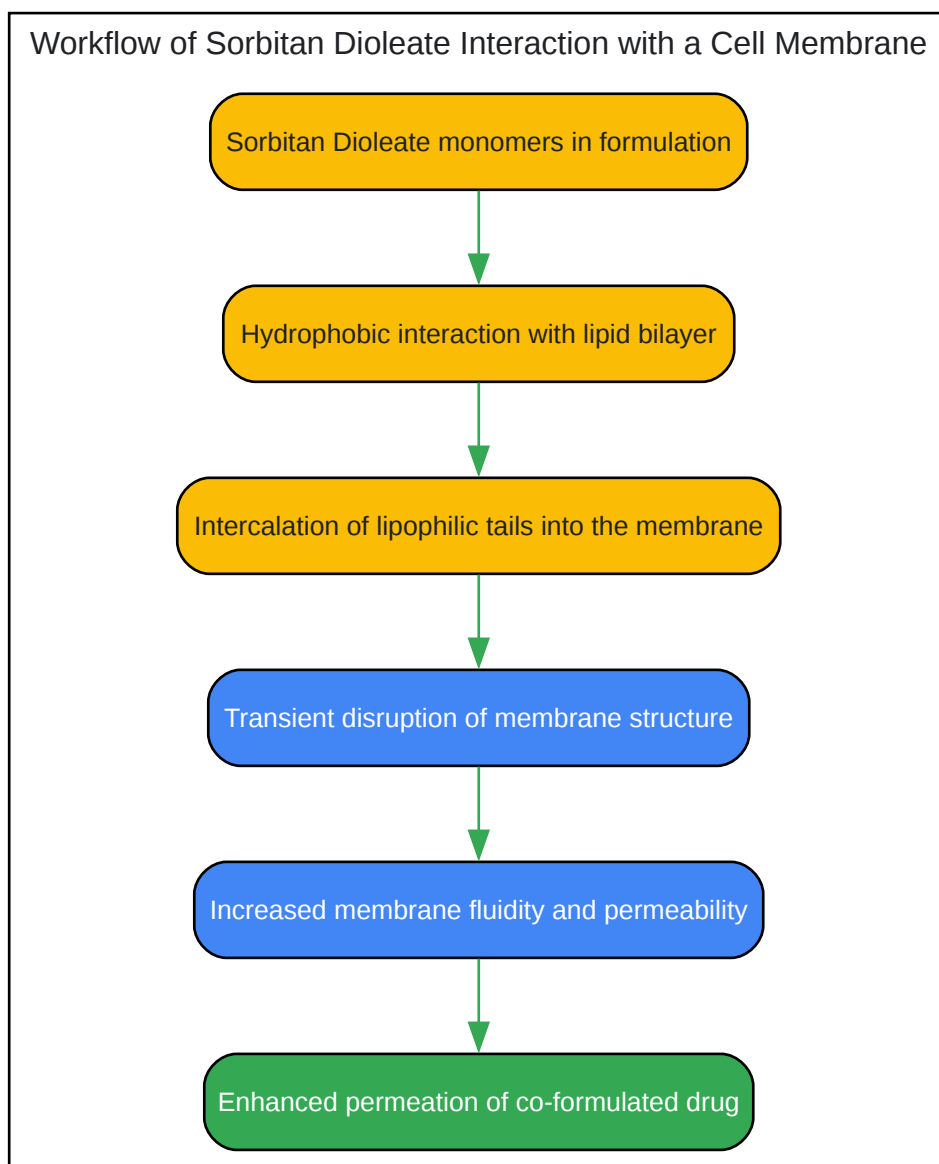 Workflow of Sorbitan Dioleate Interaction with a Cell Membrane
Sorbitan Dioleate monomers in formulation
Hydrophobic interaction with lipid bilayer
Intercalation of lipophilic tails into the membrane
Transient disruption of membrane structure
Increased membrane fluidity and permeability
Enhanced permeation of co-formulated drug